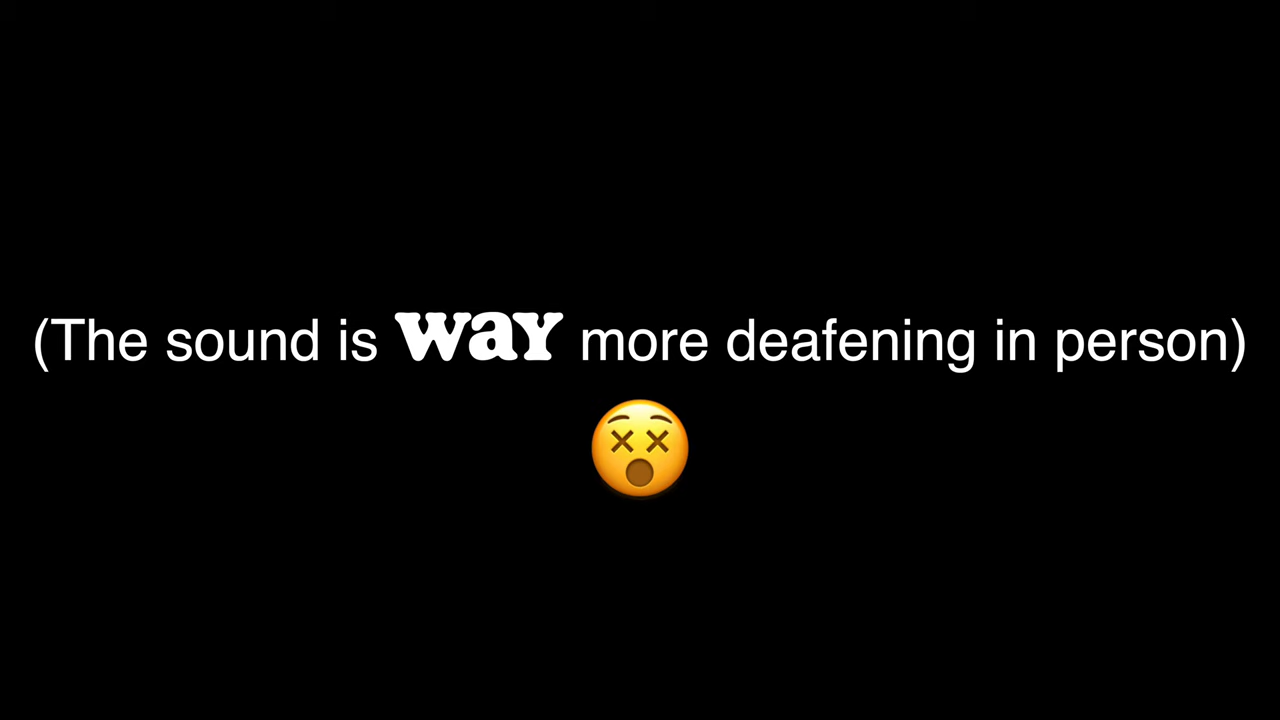 (The sound is way more deafening in person)
😵